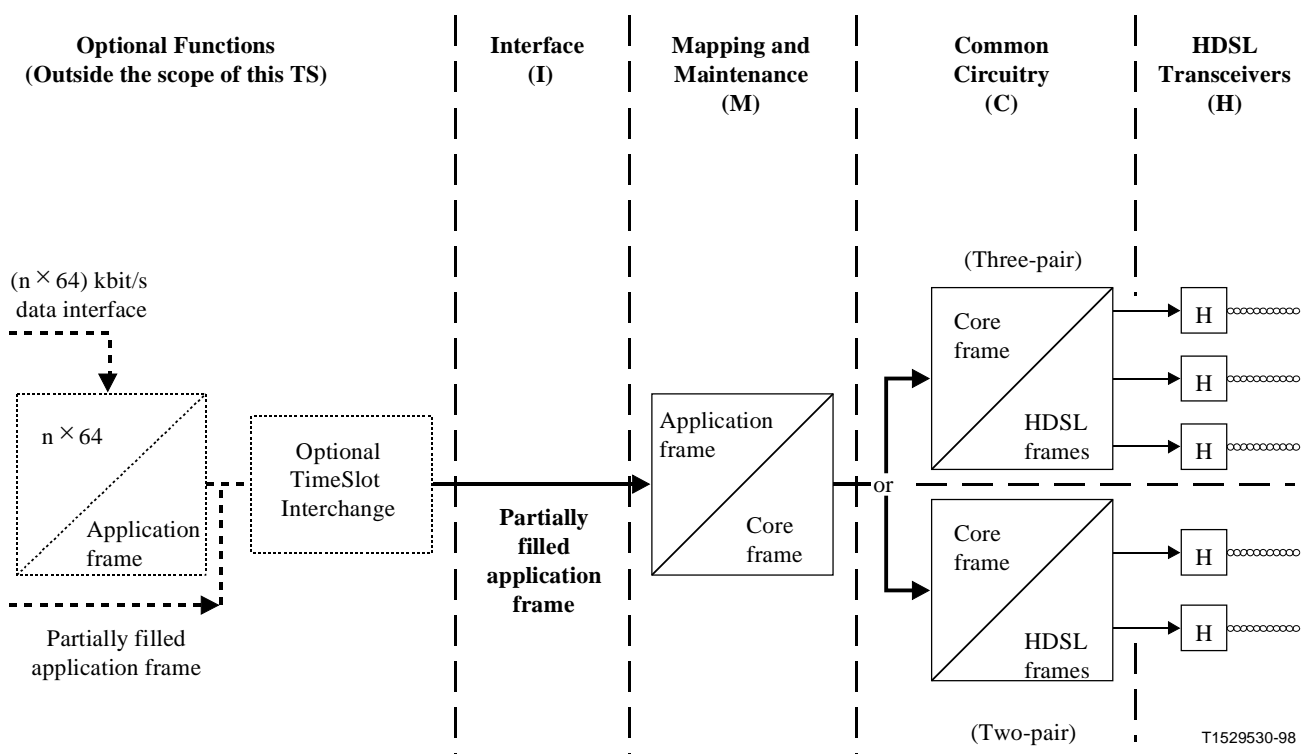 Optional Functions
(Outside the scope of this TS)
Interface
(I)
Mapping and
Maintenance
(M)
Common
Circuitry
(C)
HDSL
Transceivers
(H)
(n × 64) kbit/s
data interface
n × 64
Application
frame
Partially filled
application frame
Optional
TimeSlot
Interchange
Partially
filled
application
frame
Application
frame
Core
frame
or
(Three-pair)
Core
frame
HDSL
frames
H
H
H
Core
frame
HDSL
frames
H
H
(Two-pair)
T1529530-98